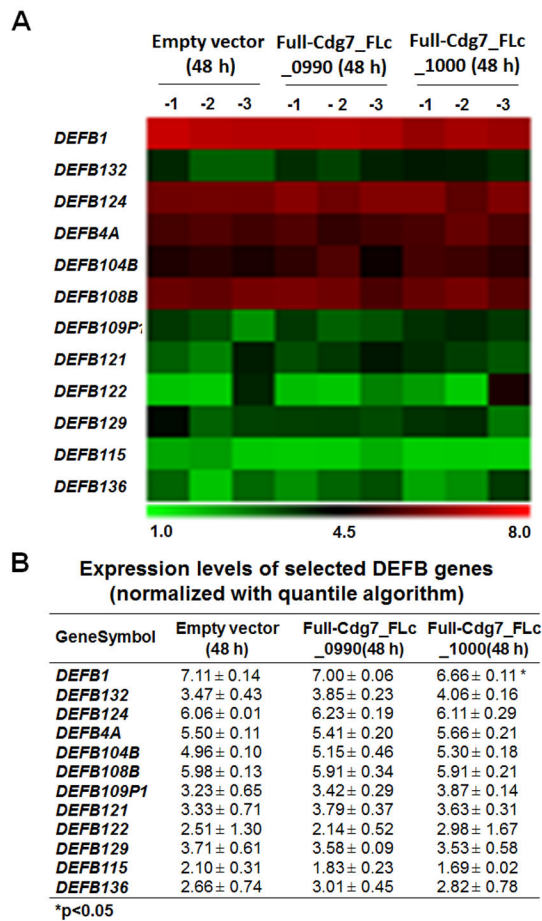 A
Empty vector (48 h) Full-Cdg7_FLc _0990 (48 h) Full-Cdg7_FLc _1000 (48 h)
-1 -2 -3 -1 - 2 -3 -1 -2 -3
DEFB1
DEFB132
DEFB124
DEFB4A
DEFB104B
DEFB108B
DEFB109P1
DEFB121
DEFB122
DEFB129
DEFB115
DEFB136
1.0 4.5 8.0
B
Expression levels of selected DEFB genes
(normalized with quantile algorithm)
GeneSymbol Empty vector (48 h) Full-Cdg7_FLc _0990(48 h) Full-Cdg7_FLc _1000(48 h)
DEFB1 7.11 ± 0.14 7.00 ± 0.06 6.66 ± 0.11 *
DEFB132 3.47 ± 0.43 3.85 ± 0.23 4.06 ± 0.16
DEFB124 6.06 ± 0.01 6.23 ± 0.19 6.11 ± 0.29
DEFB4A 5.50 ± 0.11 5.41 ± 0.20 5.66 ± 0.21
DEFB104B 4.96 ± 0.10 5.15 ± 0.46 5.30 ± 0.18
DEFB108B 5.98 ± 0.13 5.91 ± 0.34 5.91 ± 0.21
DEFB109P1 3.23 ± 0.65 3.42 ± 0.29 3.87 ± 0.14
DEFB121 3.33 ± 0.71 3.79 ± 0.37 3.63 ± 0.31
DEFB122 2.51 ± 1.30 2.14 ± 0.52 2.98 ± 1.67
DEFB129 3.71 ± 0.61 3.58 ± 0.09 3.53 ± 0.58
DEFB115 2.10 ± 0.31 1.83 ± 0.23 1.69 ± 0.02
DEFB136 2.66 ± 0.74 3.01 ± 0.45 2.82 ± 0.78
*p<0.05